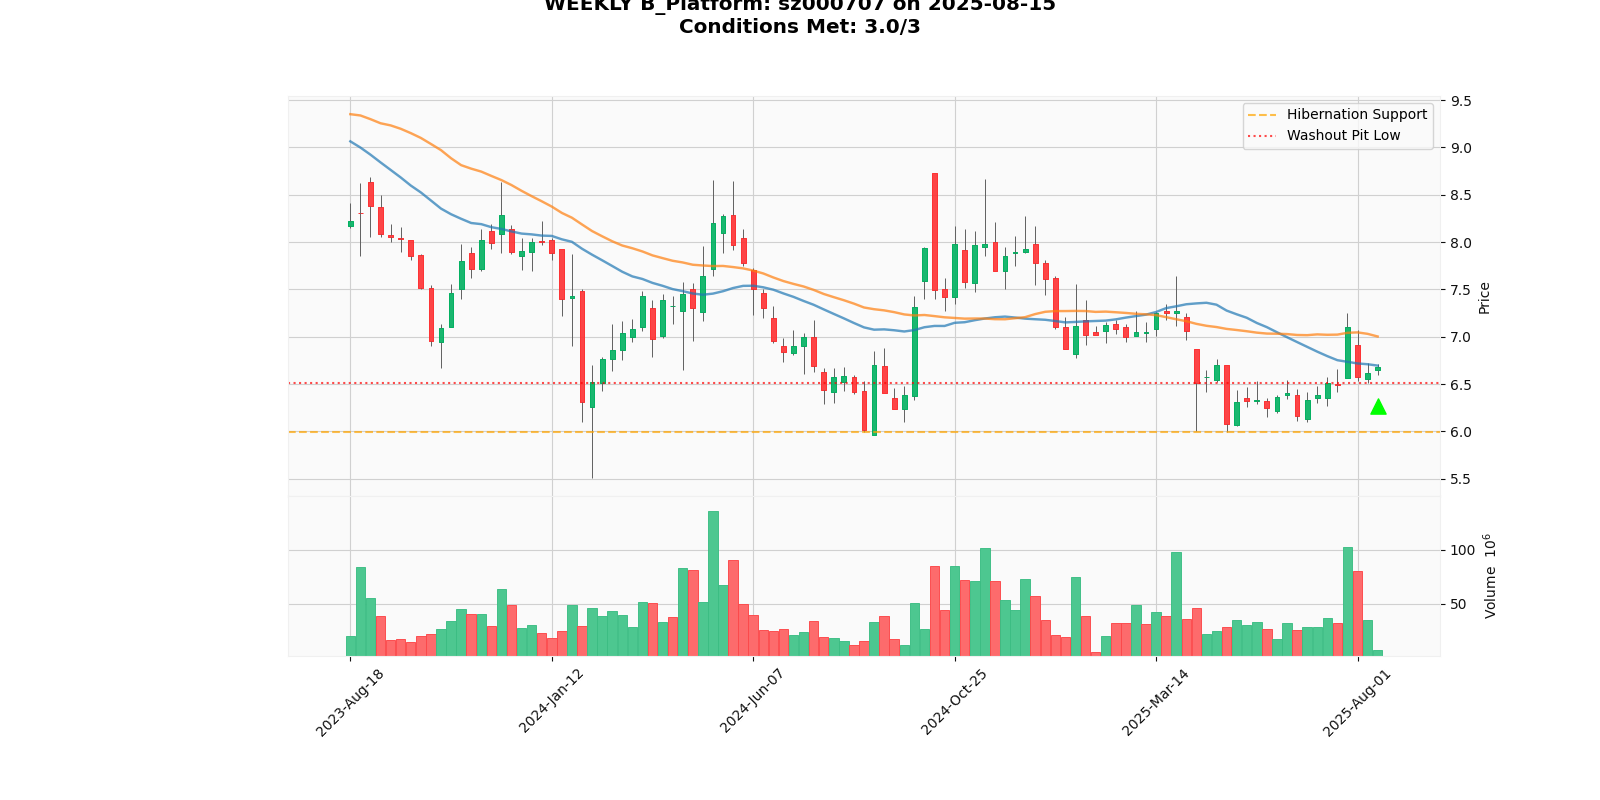 WEEKLY B_Platform: sz000707 on 2025-08-15
Conditions Met: 3.0/3
Hibernation Support
Washout Pit Low
9.5
9.0
8.5
8.0
7.5
7.0
6.5
6.0
5.5
Price
100
50
Volume 10⁶
2023-Aug-18
2024-Jan-12
2024-Jun-07
2024-Oct-25
2025-Mar-14
2025-Aug-01